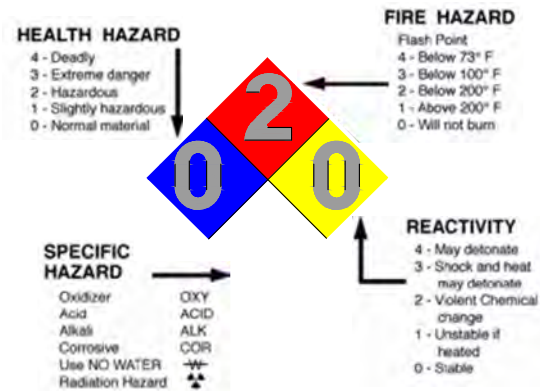 HEALTH HAZARD
4 - Deadly
3 - Extreme danger
2 - Hazardous
1 - Slightly hazardous
0 - Normal material
FIRE HAZARD
Flash Point
4 - Below 73° F
3 - Below 100° F
2 - Below 200° F
1 - Above 200° F
0 - Will not burn
2
0
0
SPECIFIC
HAZARD
Oxidizer OXY
Acid ACID
Alkali ALK
Corrosive COR
Use NO WATER W
Radiation Hazard
REACTIVITY
4 - May detonate
3 - Shock and heat
may detonate
2 - Violent Chemical
change
1 - Unstable if
heated
0 - Stable